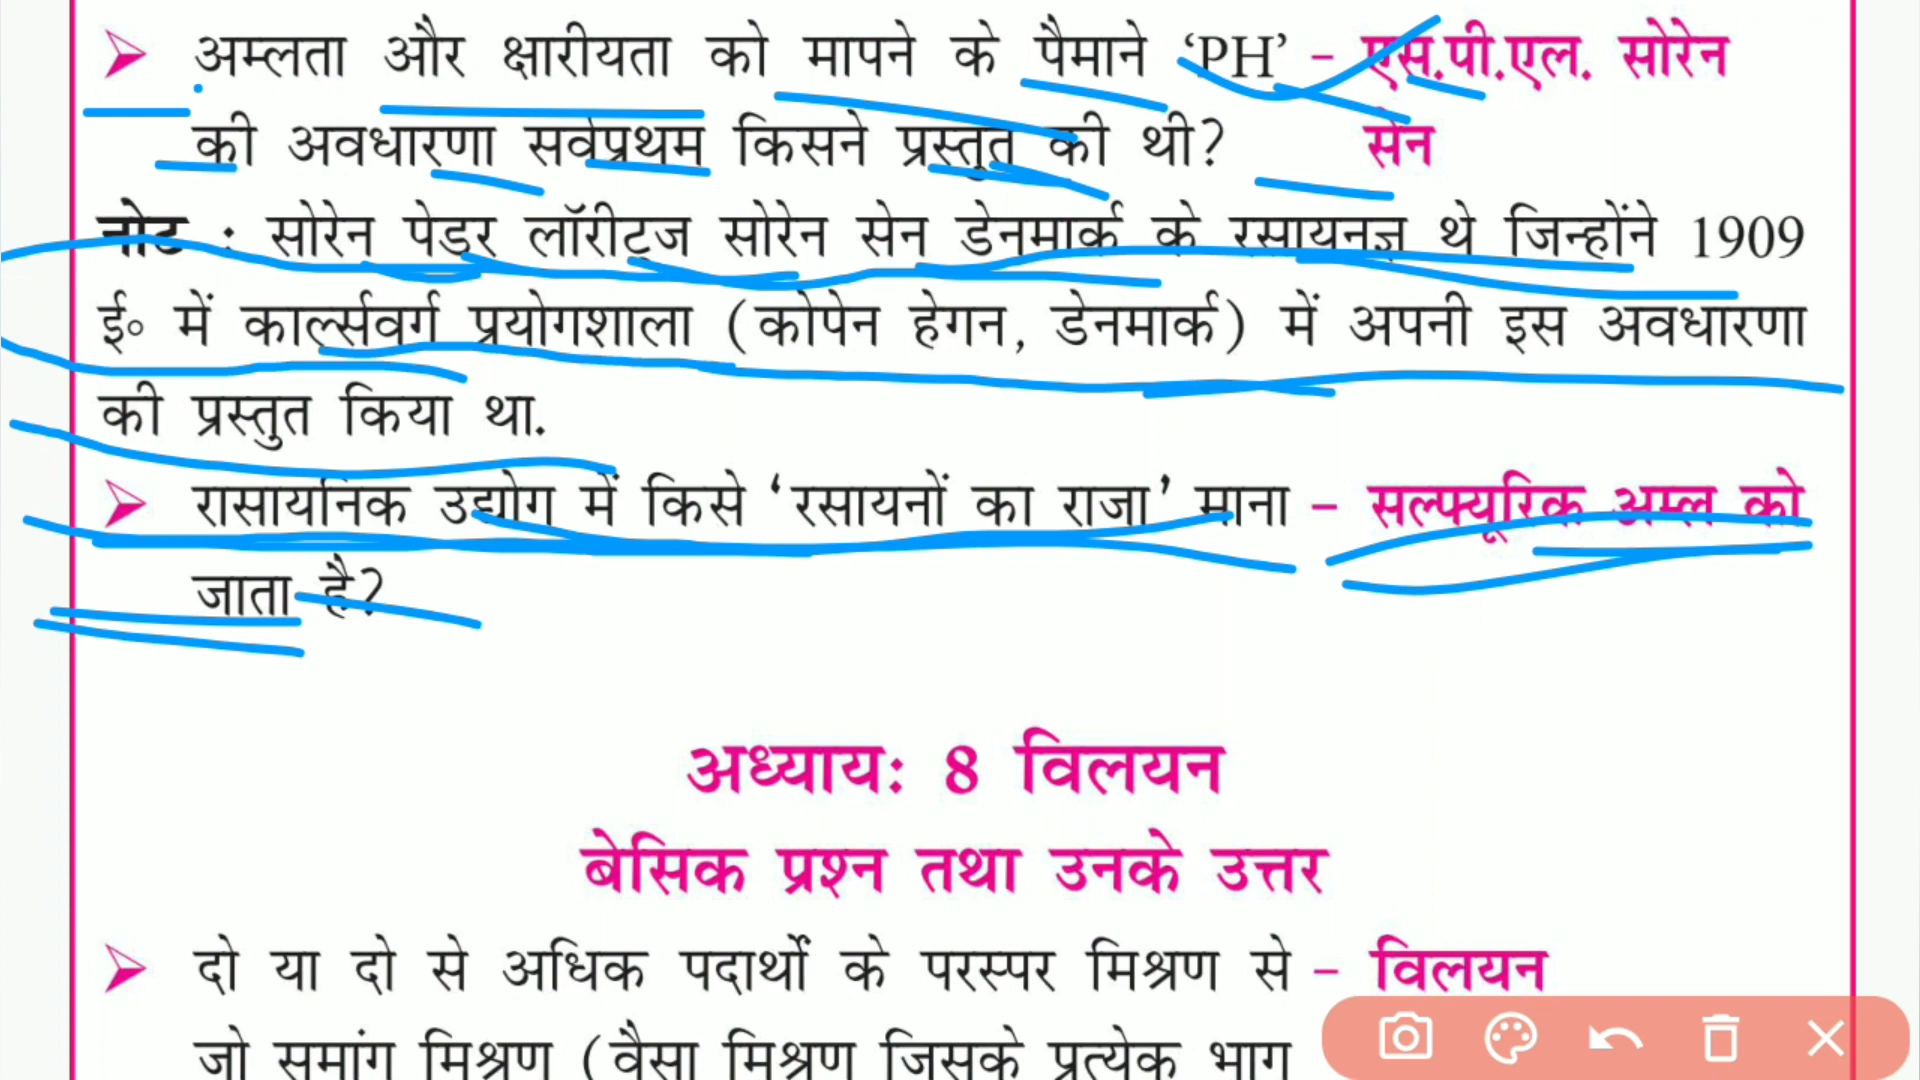 अम्लता और क्षारीयता को मापने के पैमाने ‘PH’ – एस.पी.एल. सोरेन
की अवधारणा सर्वप्रथम किसने प्रस्तुत की थी? सेन
नोट : सोरेन पेडर लॉरीट्ज सोरेन सेन डेनमार्क के रसायनज्ञ थे जिन्होंने 1909
ई० में कार्ल्सवर्ग प्रयोगशाला (कोपेन हेगन, डेनमार्क) में अपनी इस अवधारणा
की प्रस्तुत किया था.
रासायनिक उद्योग में किसे ‘रसायनों का राजा’ माना – सल्फ्यूरिक अम्ल को
जाता है?
अध्यायः 8 विलयन
बेसिक प्रश्न तथा उनके उत्तर
दो या दो से अधिक पदार्थों के परस्पर मिश्रण से – विलयन
जो समांग मिश्रण (वैसा मिश्रण जिसके प्रत्येक भाग